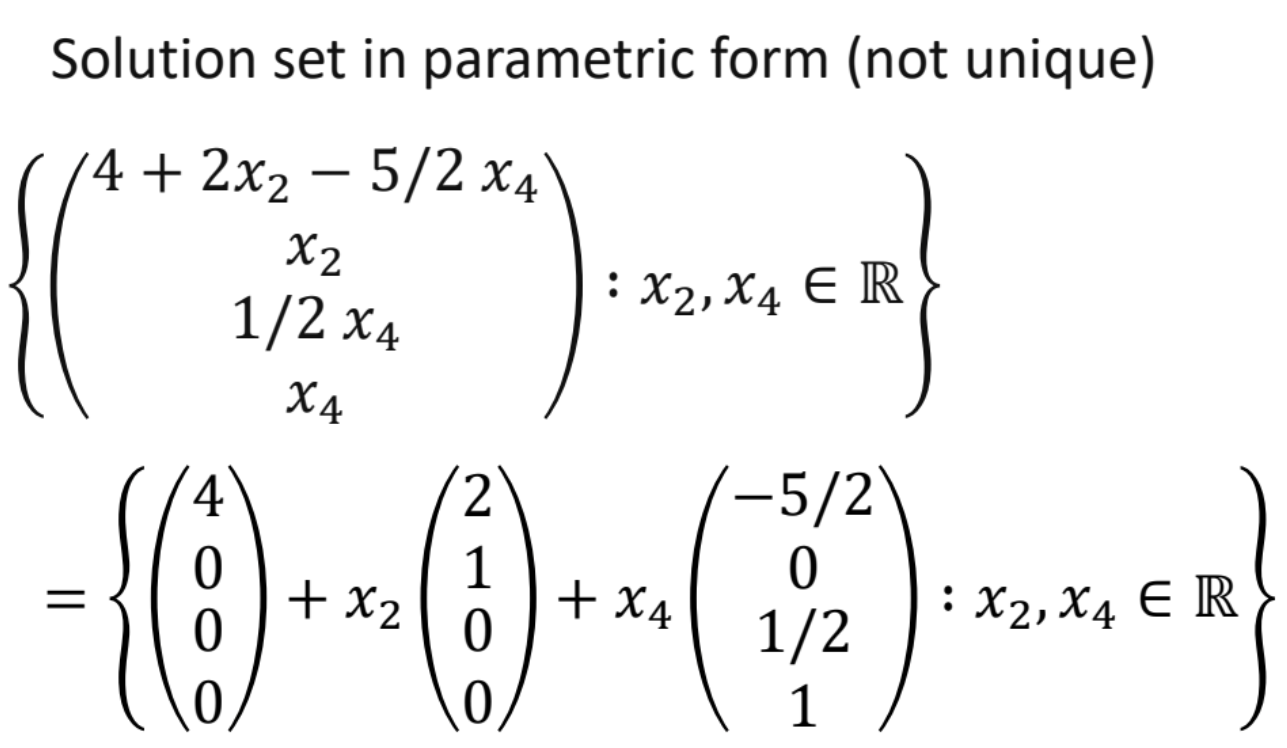 Solution set in parametric form (not unique)
{ ( 4 + 2x₂ − 5/2 x₄
x₂
1/2 x₄
x₄ ) : x₂, x₄ ∈ ℝ }
= { ( 4 0 0 0 ) + x₂ ( 2 1 0 0 ) + x₄ ( −5/2 0 1/2 1 ) : x₂, x₄ ∈ ℝ }